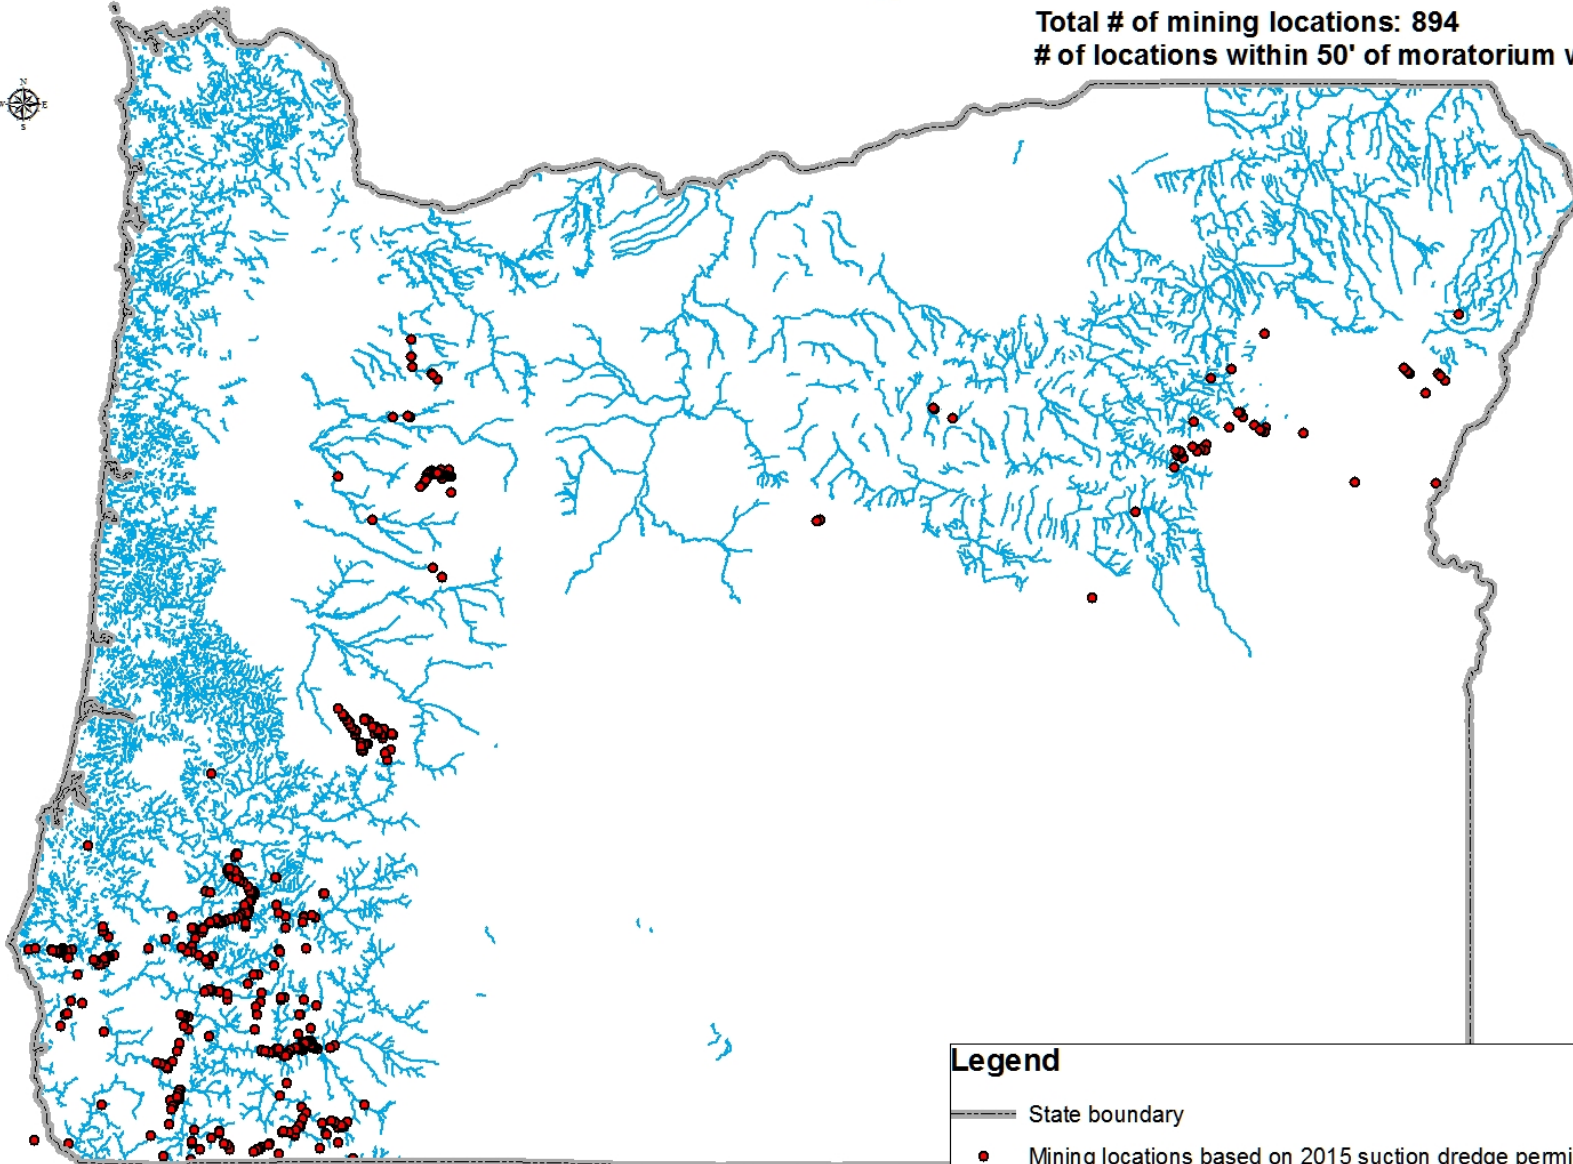 Total # of mining locations: 894
# of locations within 50' of moratorium
N
E
S
Legend
State boundary
Mining locations based on 2015 suction dredge